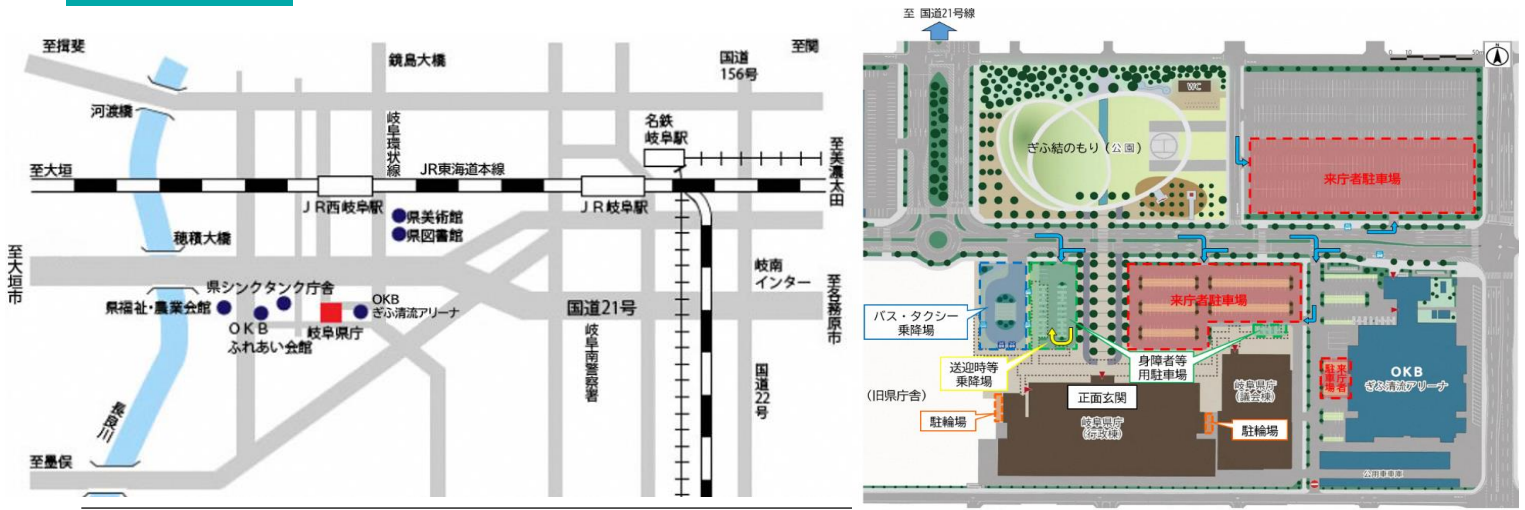 至揖斐
鏡島大橋
国道
156号
至関
河渡橋
岐阜環状線
名鉄
岐阜駅
至美濃太田
至大垣
JR東海道本線
JR西岐阜駅
JR岐阜駅
県美術館
県図書館
穂積大橋
至大垣市
県シンクタンク庁舎
県福祉・農業会館
OKB
ふれあい会館
岐阜県庁
OKB
ぎふ清流アリーナ
国道21号
岐南
インター
至各務原市
岐阜南警察署
国道22号
長良川
至墨俣
至 国道21号線
0 10 50m
WC
ぎふ結のもり（公園）
来庁者駐車場
来庁者駐車場
バス・タクシー
乗降場
送迎時等
乗降場
身障者等
用駐車場
（旧県庁舎）
正面玄関
駐輪場
岐阜県庁
（行政棟）
駐輪場
岐阜県庁
（議会棟）
来庁者
駐車場
OKB
ぎふ清流アリーナ
公用車車庫